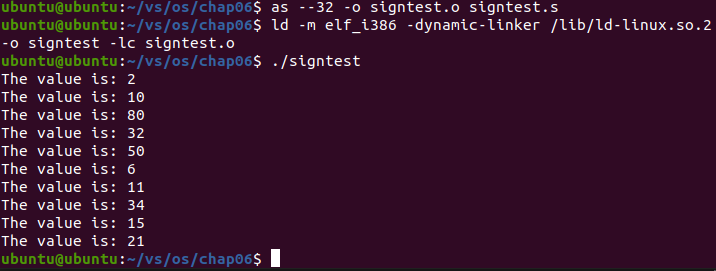 ubuntu@ubuntu:~/vs/os/chap06$ as --32 -o signtest.o signtest.s
ubuntu@ubuntu:~/vs/os/chap06$ ld -m elf_i386 -dynamic-linker /lib/ld-linux.so.2
-o signtest -lc signtest.o
ubuntu@ubuntu:~/vs/os/chap06$ ./signtest
The value is: 2
The value is: 10
The value is: 80
The value is: 32
The value is: 50
The value is: 6
The value is: 11
The value is: 34
The value is: 15
The value is: 21
ubuntu@ubuntu:~/vs/os/chap06$